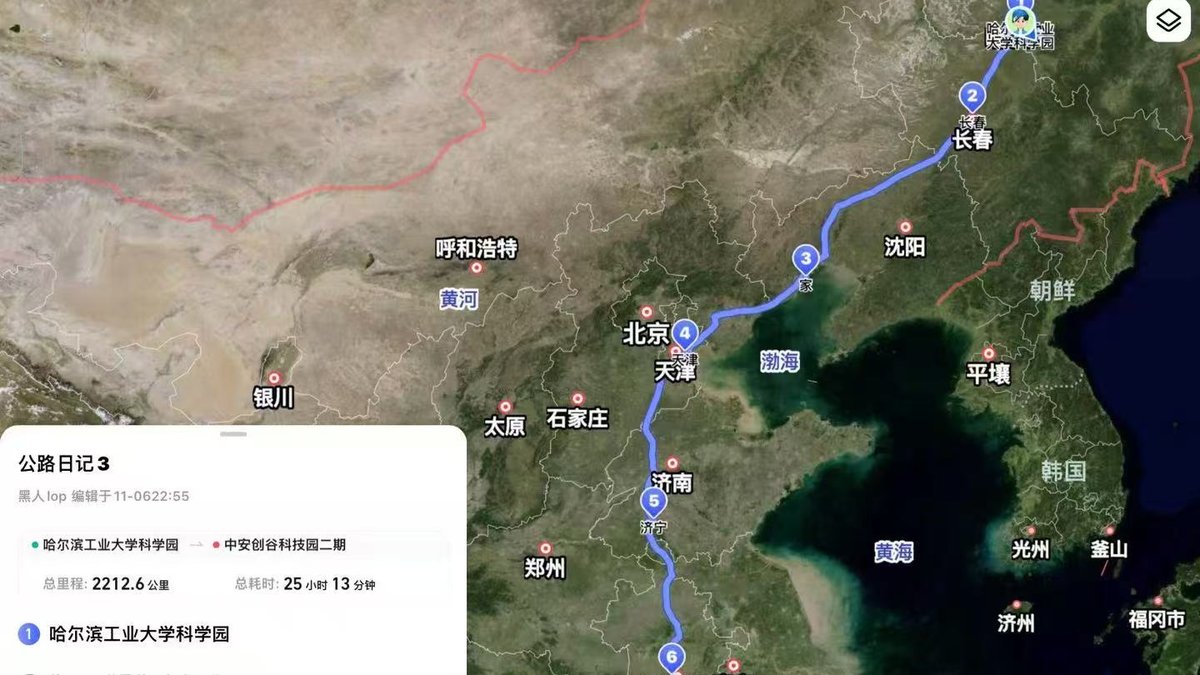 1
哈尔滨工业
大学科学园
2
长春
长春
沈阳
呼和浩特
黄河
3
家
朝鲜
北京
4
天津
天津
渤海
平壤
银川
太原
石家庄
韩国
济南
5
济宁
郑州
黄海
光州
釜山
济州
福冈市
6
公路日记3
黑人lop 编辑于11-0622:55
哈尔滨工业大学科学园 → 中安创谷科技园二期
总里程: 2212.6 公里 总耗时: 25 小时 13 分钟
1 哈尔滨工业大学科学园